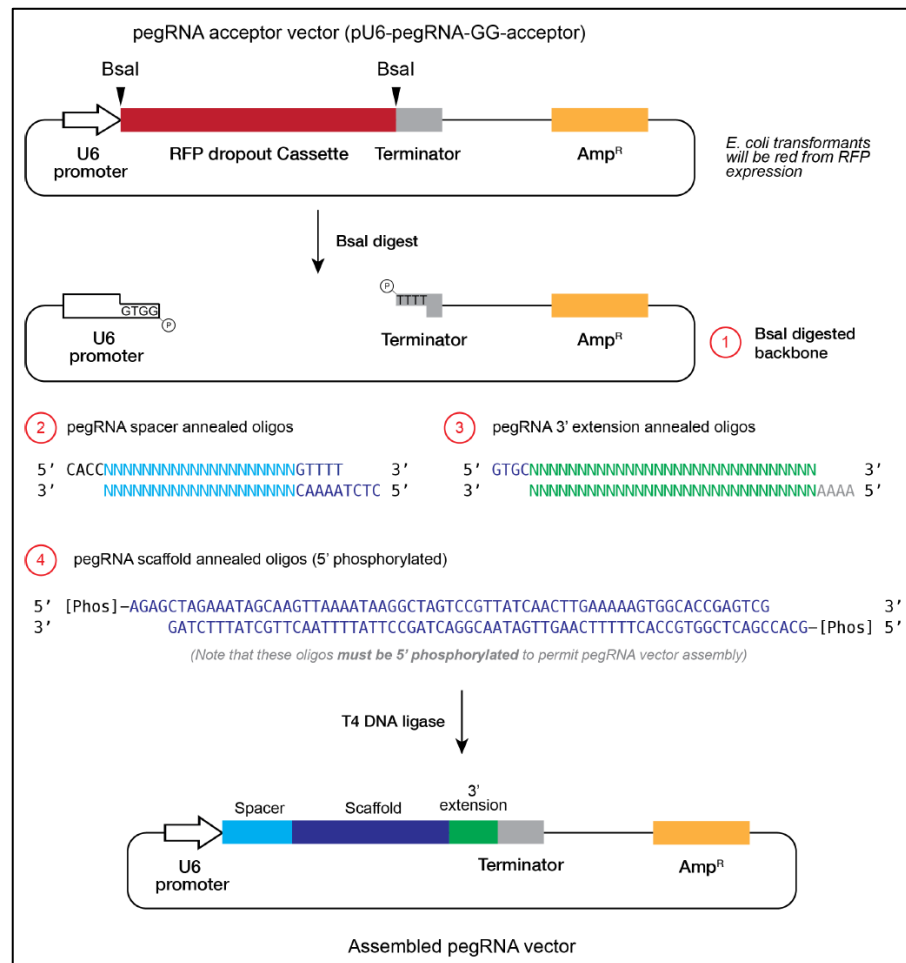 pegRNA acceptor vector (pU6-pegRNA-GG-acceptor)
BsaI
BsaI
U6
promoter
RFP dropout Cassette
Terminator
Amp^R
E. coli transformants
will be red from RFP
expression
BsaI digest
GTGG
P
U6
promoter
P
TTTT
Terminator
Amp^R
1
BsaI digested
backbone
2 pegRNA spacer annealed oligos
5' CACCNNNNNNNNNNNNNNNNNNNNGTTTT 3'
3' NNNNNNNNNNNNNNNNNNNNCAAAATCTC 5'
3 pegRNA 3' extension annealed oligos
5' GTGCNNNNNNNNNNNNNNNNNNNNNNNNNNNNNN 3'
3' NNNNNNNNNNNNNNNNNNNNNNNNNNNNNNAAAA 5'
4 pegRNA scaffold annealed oligos (5' phosphorylated)
5' [Phos]–AGAGCTAGAAATAGCAAGTTAAAATAAGGCTAGTCCGTTATCAACTTGAAAAAGTGGCACCGAGTCG 3'
3' GATCTTTATCGTTCAATTTTATTCCGATCAGGCAATAGTTGAACTTTTTCACCGTGGCTCAGCCACG–[Phos] 5'
(Note that these oligos must be 5' phosphorylated to permit pegRNA vector assembly)
T4 DNA ligase
Spacer
Scaffold
3'
extension
U6
promoter
Terminator
Amp^R
Assembled pegRNA vector